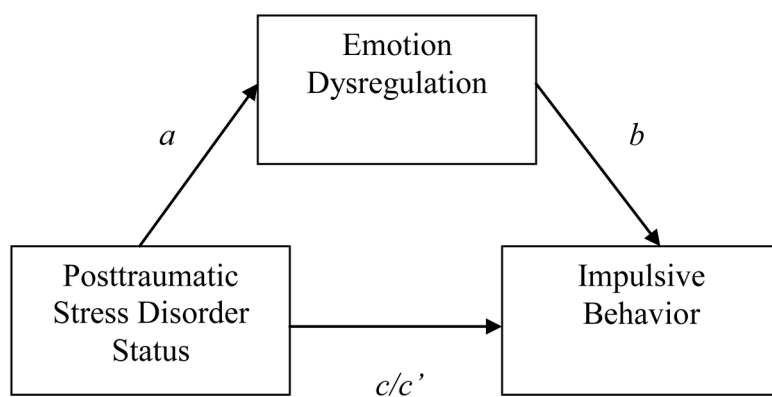 Emotion
Dysregulation
a
b
Posttraumatic
Stress Disorder
Status
Impulsive
Behavior
c/c’